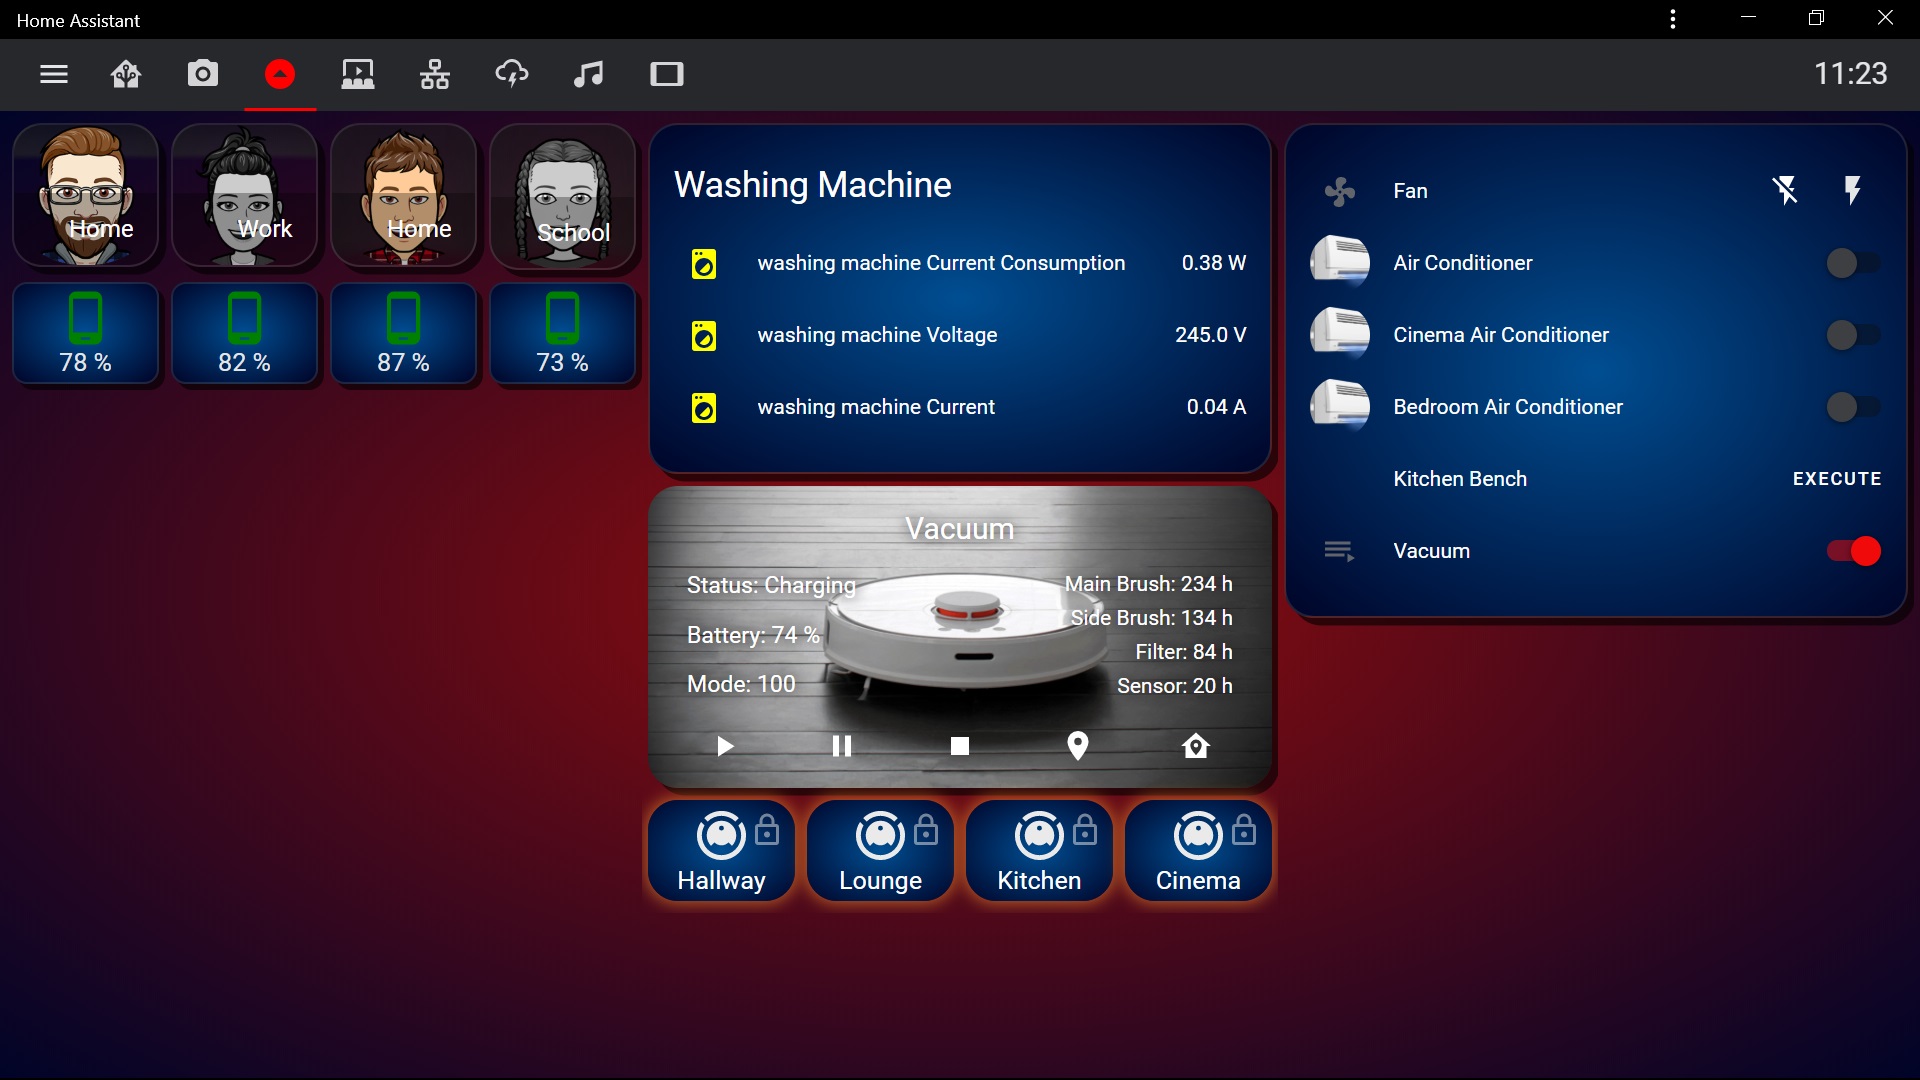 Home Assistant
11:23
Home
Work
Home
School
78 %
82 %
87 %
73 %
Washing Machine
washing machine Current Consumption 0.38 W
washing machine Voltage 245.0 V
washing machine Current 0.04 A
Vacuum
Status: Charging
Battery: 74 %
Mode: 100
Main Brush: 234 h
Side Brush: 134 h
Filter: 84 h
Sensor: 20 h
Hallway
Lounge
Kitchen
Cinema
Fan
Air Conditioner
Cinema Air Conditioner
Bedroom Air Conditioner
Kitchen Bench EXECUTE
Vacuum